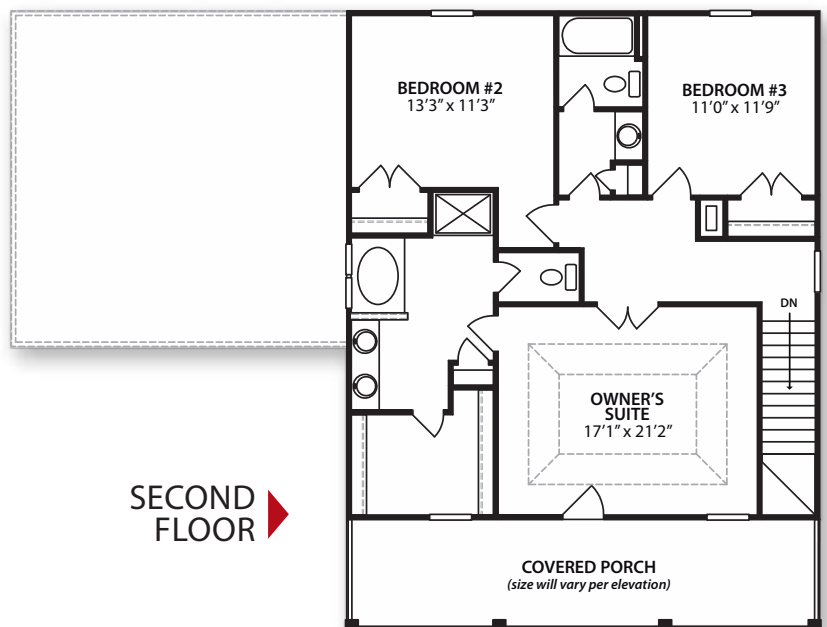 BEDROOM #2
13’3” x 11’3”
BEDROOM #3
11’0” x 11’9”
DN
OWNER’S
SUITE
17’1” x 21’2”
SECOND
FLOOR
COVERED PORCH
(size will vary per elevation)